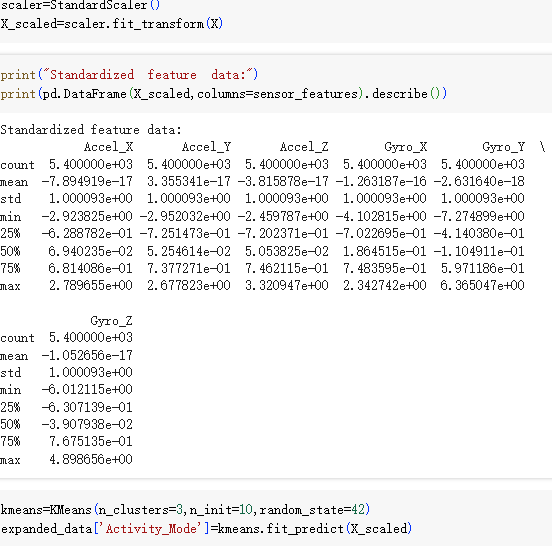 scaler=StandardScaler()
X_scaled=scaler.fit_transform(X)
print("Standardized feature data:")
print(pd.DataFrame(X_scaled,columns=sensor_features).describe())
Standardized feature data:
Accel_X Accel_Y Accel_Z Gyro_X Gyro_Y \
count 5.400000e+03 5.400000e+03 5.400000e+03 5.400000e+03 5.400000e+03
mean -7.894919e-17 3.355341e-17 -3.815878e-17 -1.263187e-16 -2.631640e-18
std 1.000093e+00 1.000093e+00 1.000093e+00 1.000093e+00 1.000093e+00
min -2.923825e+00 -2.952032e+00 -2.459787e+00 -4.102815e+00 -7.274899e+00
25% -6.288782e-01 -7.251473e-01 -7.202371e-01 -7.022695e-01 -4.140380e-01
50% 6.940235e-02 5.254614e-02 5.053825e-02 1.864515e-01 -1.104911e-01
75% 6.814086e-01 7.377271e-01 7.462115e-01 7.483595e-01 5.971186e-01
max 2.789655e+00 2.677823e+00 3.320947e+00 2.342742e+00 6.365047e+00
Gyro_Z
count 5.400000e+03
mean -1.052656e-17
std 1.000093e+00
min -6.012115e+00
25% -6.307139e-01
50% -3.907938e-02
75% 7.675135e-01
max 4.898656e+00
kmeans=KMeans(n_clusters=3,n_init=10,random_state=42)
expanded_data['Activity_Mode']=kmeans.fit_predict(X_scaled)